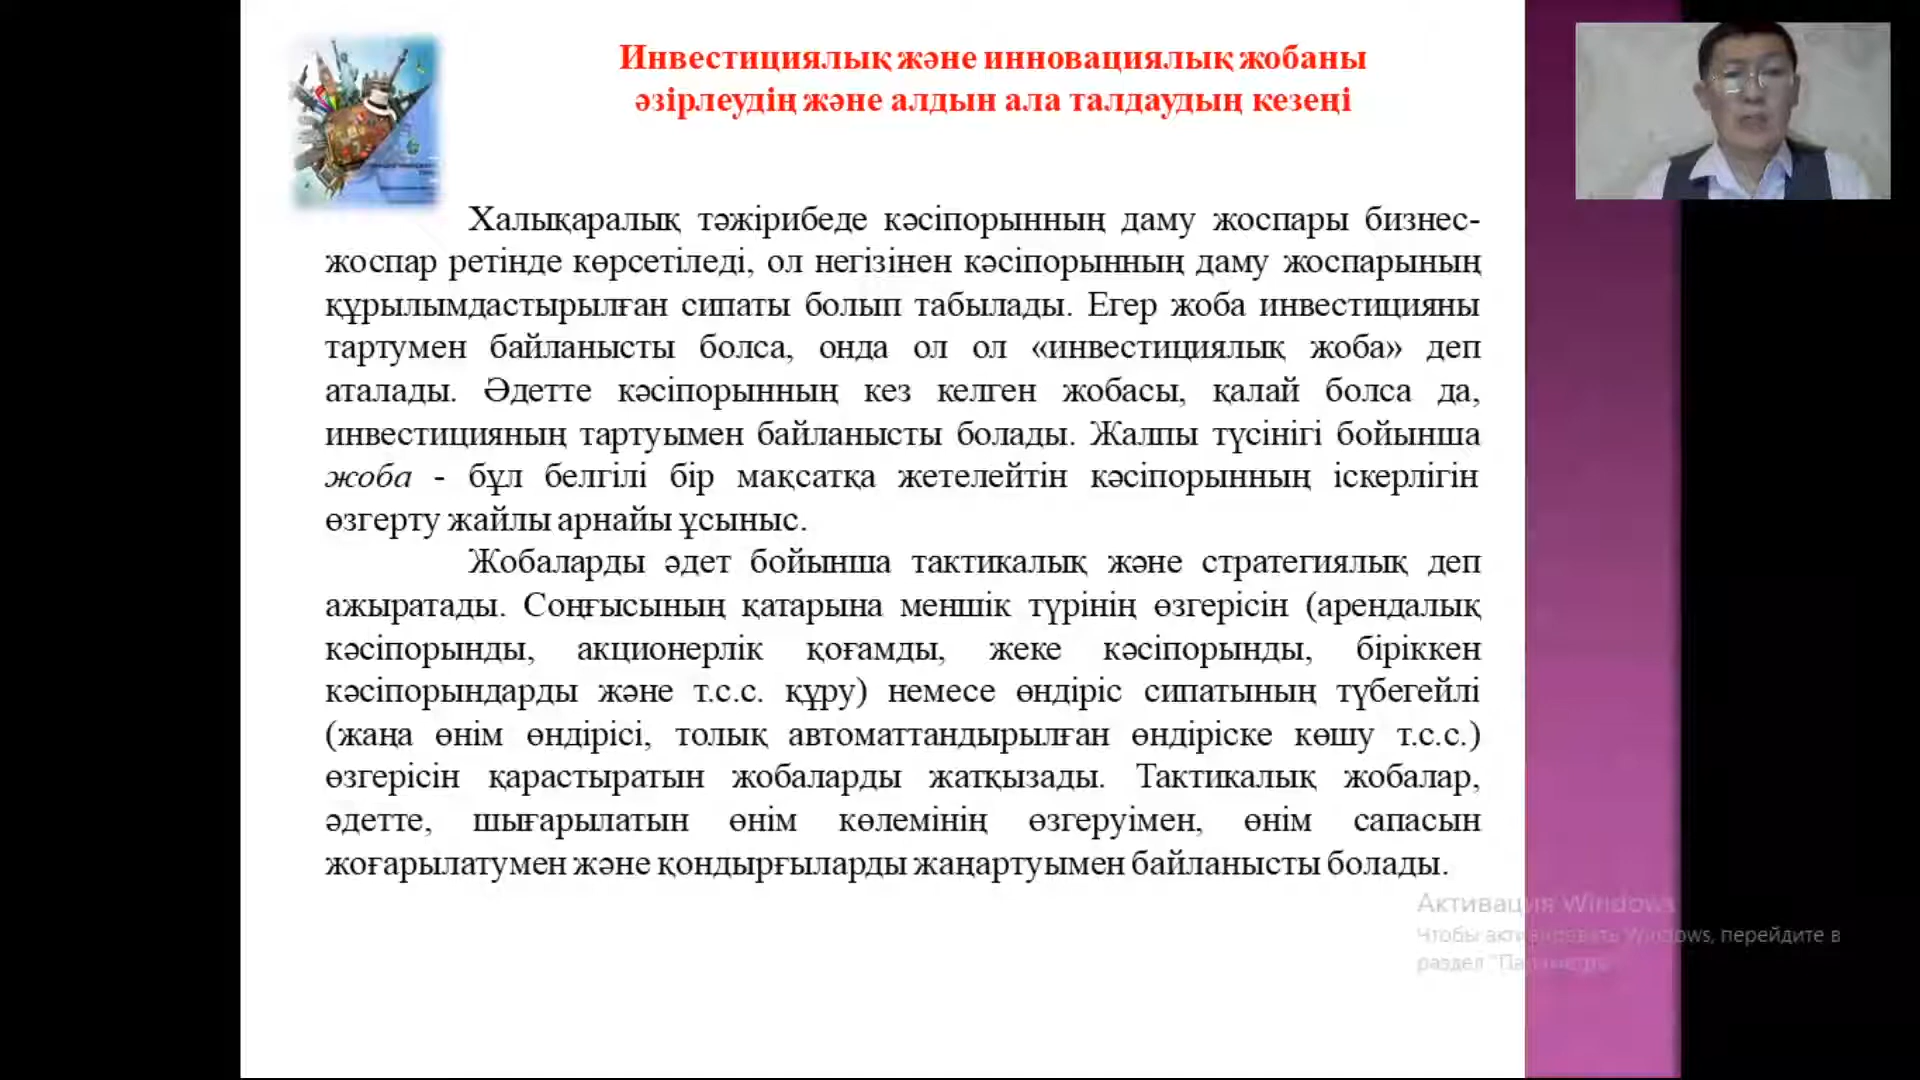 Инвестициялық және инновациялық жобаны
әзірлеудің және алдын ала талдаудың кезеңі
Халықаралық тәжірибеде кәсіпорынның даму жоспары бизнес-
жоспар ретінде көрсетіледі, ол негізінен кәсіпорынның даму жоспарының
құрылымдастырылған сипаты болып табылады. Егер жоба инвестицияны
тартумен байланысты болса, онда ол ол «инвестициялық жоба» деп
аталады. Әдетте кәсіпорынның кез келген жобасы, қалай болса да,
инвестицияның тартуымен байланысты болады. Жалпы түсінігі бойынша
жоба - бұл белгілі бір мақсатқа жетелейтін кәсіпорынның іскерлігін
өзгерту жайлы арнайы ұсыныс.
Жобаларды әдет бойынша тактикалық және стратегиялық деп
ажыратады. Соңғысының қатарына меншік түрінің өзгерісін (арендалық
кәсіпорынды, акционерлік қоғамды, жеке кәсіпорынды, біріккен
кәсіпорындарды және т.с.с. құру) немесе өндіріс сипатының түбегейлі
(жаңа өнім өндірісі, толық автоматтандырылған өндіріске көшу т.с.с.)
өзгерісін қарастыратын жобаларды жатқызады. Тактикалық жобалар,
әдетте, шығарылатын өнім көлемінің өзгеруімен, өнім сапасын
жоғарылатумен және қондырғыларды жаңартуымен байланысты болады.
Активация Windows
Чтобы активировать Windows, перейдите в
раздел "Параметры".